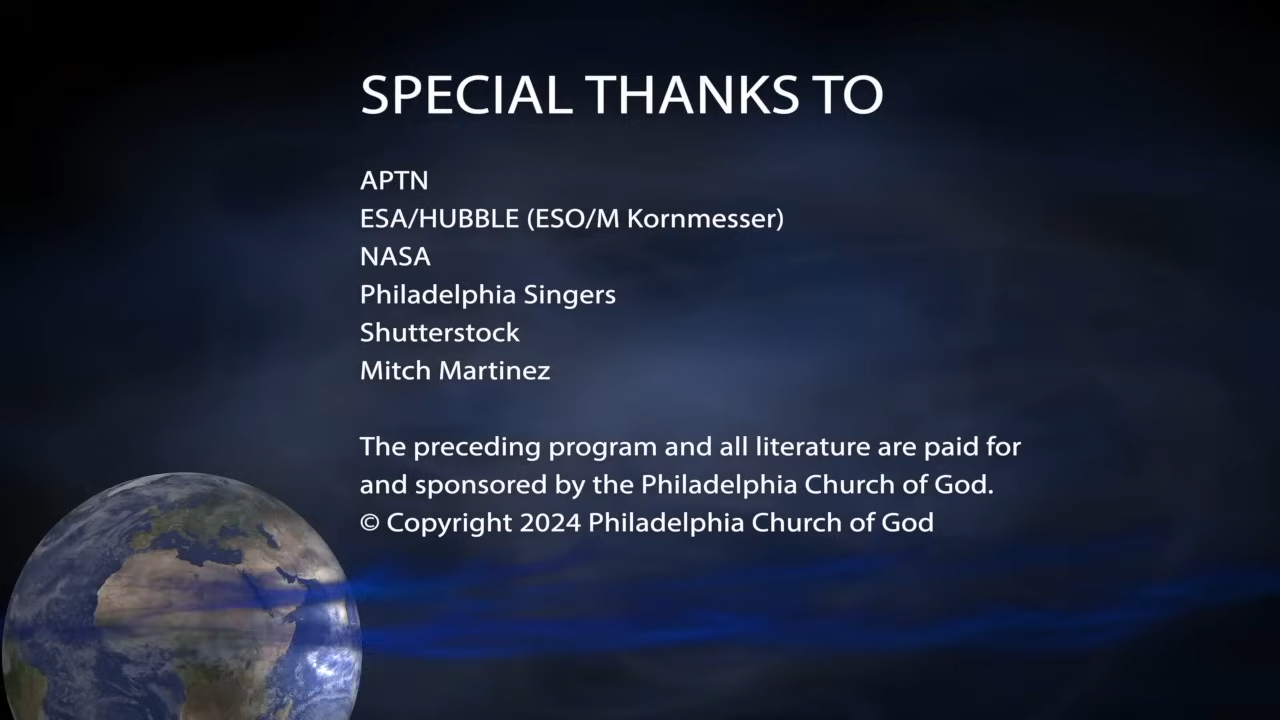 SPECIAL THANKS TO
APTN
ESA/HUBBLE (ESO/M Kornmesser)
NASA
Philadelphia Singers
Shutterstock
Mitch Martinez
The preceding program and all literature are paid for
and sponsored by the Philadelphia Church of God.
© Copyright 2024 Philadelphia Church of God